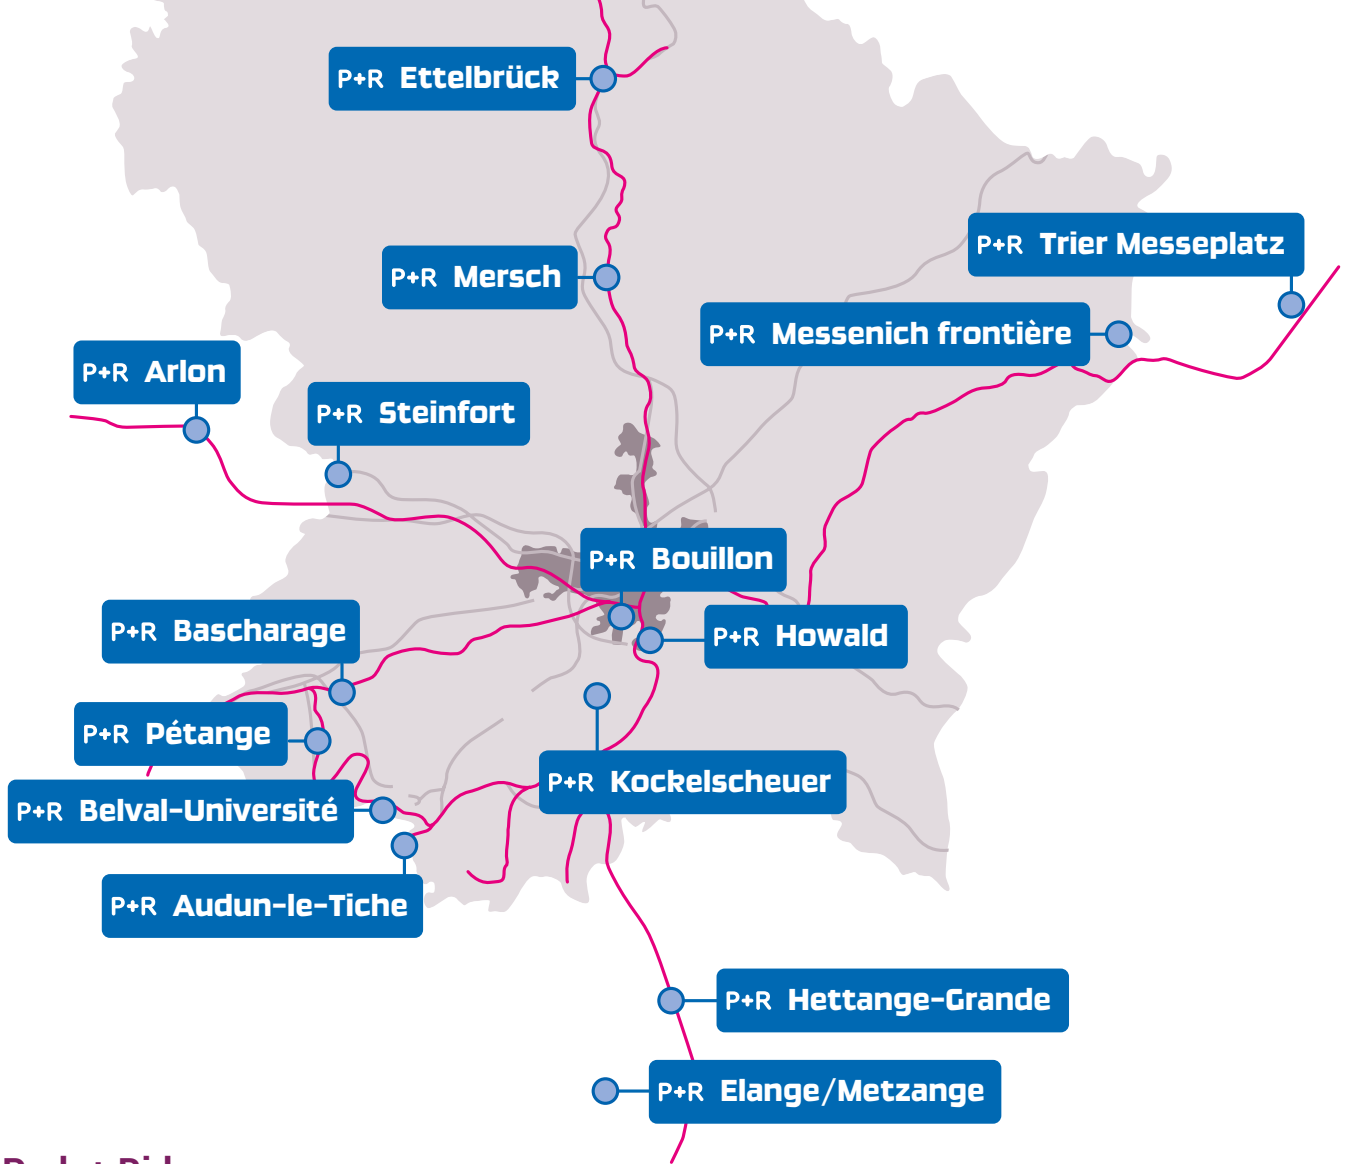 P+R Ettelbrück
P+R Trier Messeplatz
P+R Mersch
P+R Messenich frontière
P+R Arlon
P+R Steinfort
P+R Bouillon
P+R Bascharage
P+R Howald
P+R Pétange
P+R Kockelscheuer
P+R Belval-Université
P+R Audun-le-Tiche
P+R Hettange-Grande
P+R Elange/Metzange